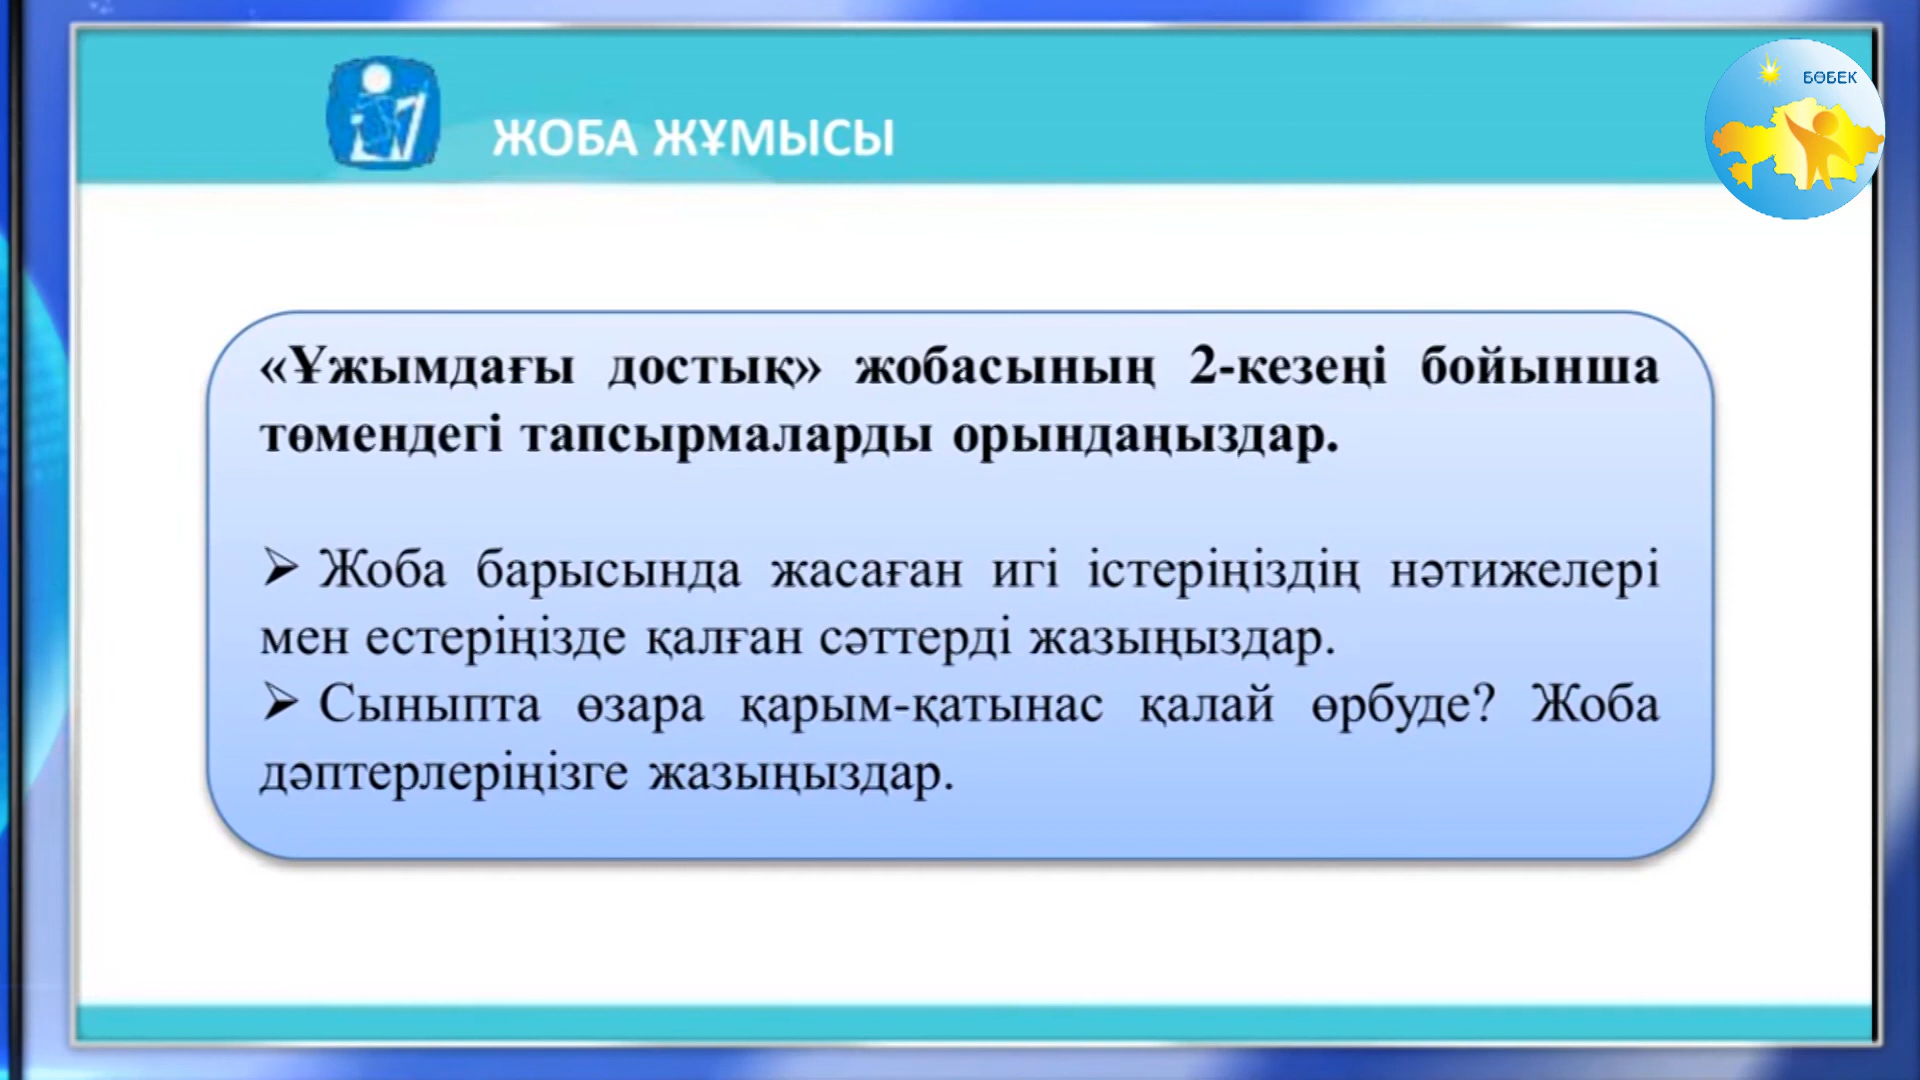 БӨБЕК
ЖОБА ЖҰМЫСЫ
«Ұжымдағы достық» жобасының 2-кезеңі бойынша
төмендегі тапсырмаларды орындаңыздар.
➢ Жоба барысында жасаған игі істеріңіздің нәтижелері
мен естеріңізде қалған сәттерді жазыңыздар.
➢ Сыныпта өзара қарым-қатынас қалай өрбуде? Жоба
дәптерлеріңізге жазыңыздар.